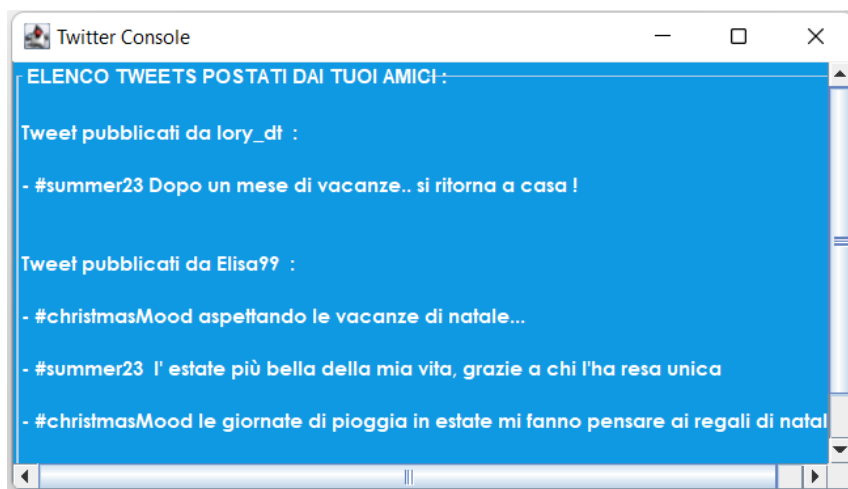 Twitter Console
ELENCO TWEETS POSTATI DAI TUOI AMICI :
Tweet pubblicati da lory_dt :
- #summer23 Dopo un mese di vacanze.. si ritorna a casa !
Tweet pubblicati da Elisa99 :
- #christmasMood aspettando le vacanze di natale...
- #summer23 l' estate più bella della mia vita, grazie a chi l'ha resa unica
- #christmasMood le giornate di pioggia in estate mi fanno pensare ai regali di natal